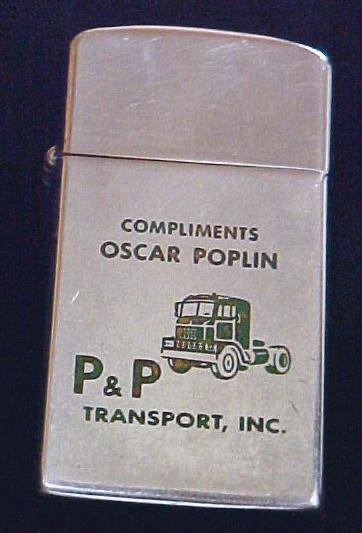 COMPLIMENTS
OSCAR POPLIN
P & P
TRANSPORT, INC.